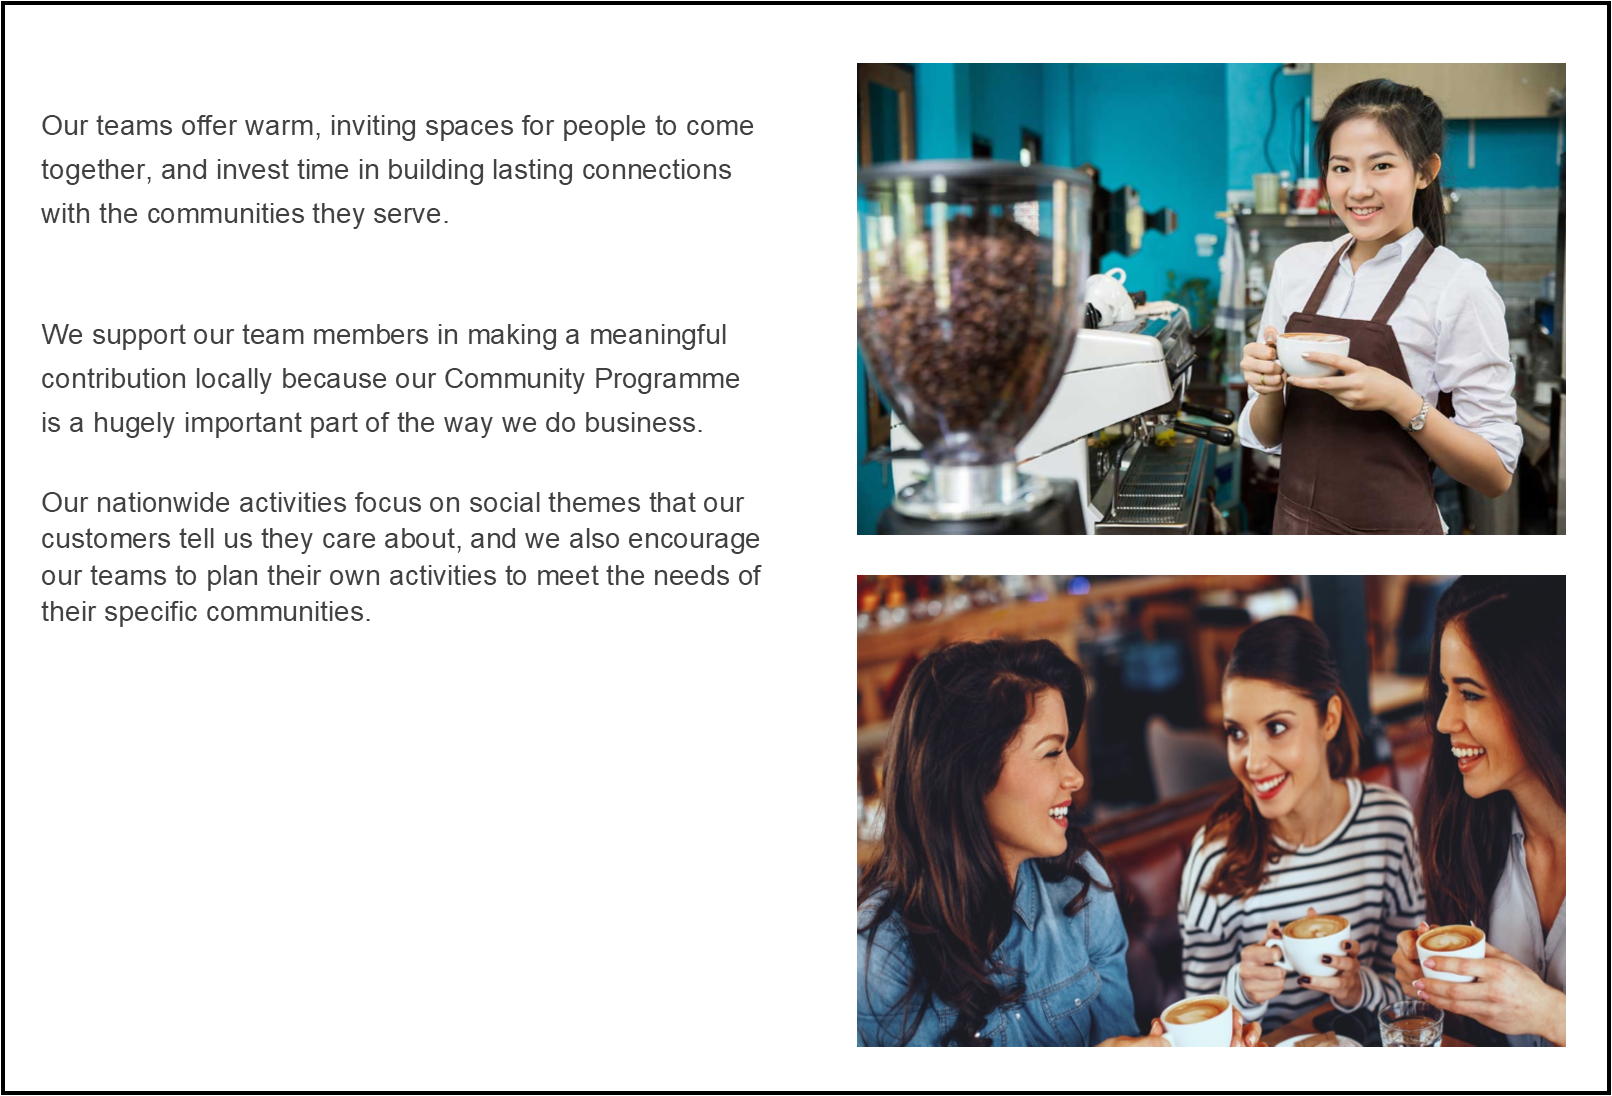 Our teams offer warm, inviting spaces for people to come
together, and invest time in building lasting connections
with the communities they serve.
We support our team members in making a meaningful
contribution locally because our Community Programme
is a hugely important part of the way we do business.
Our nationwide activities focus on social themes that our
customers tell us they care about, and we also encourage
our teams to plan their own activities to meet the needs of
their specific communities.